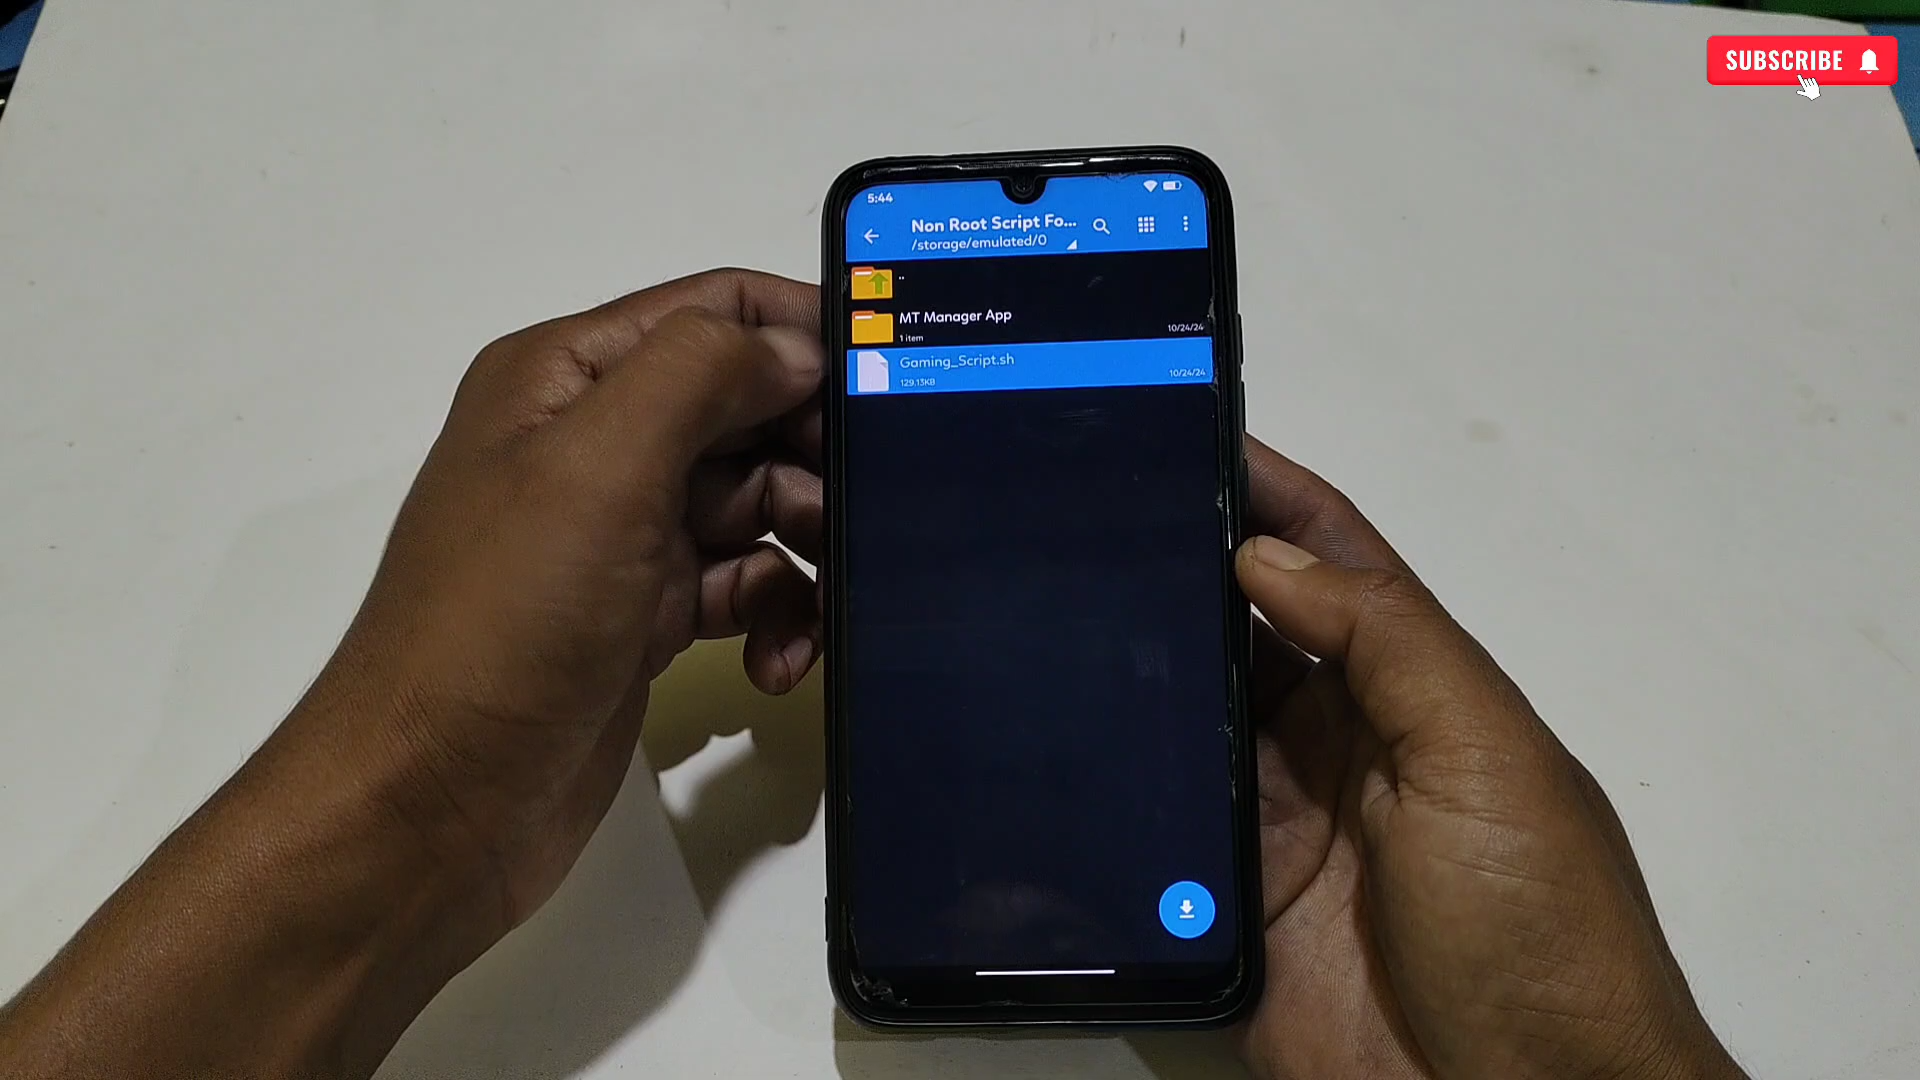 SUBSCRIBE
5:44
Non Root Script Fo...
/storage/emulated/0
..
MT Manager App
1 item
10/24/24
Gaming_Script.sh
129.13KB
10/24/24